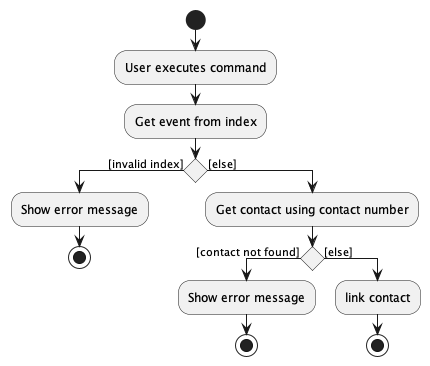 User executes command
Get event from index
[invalid index]
[else]
Show error message
Get contact using contact number
[contact not found]
[else]
Show error message
link contact